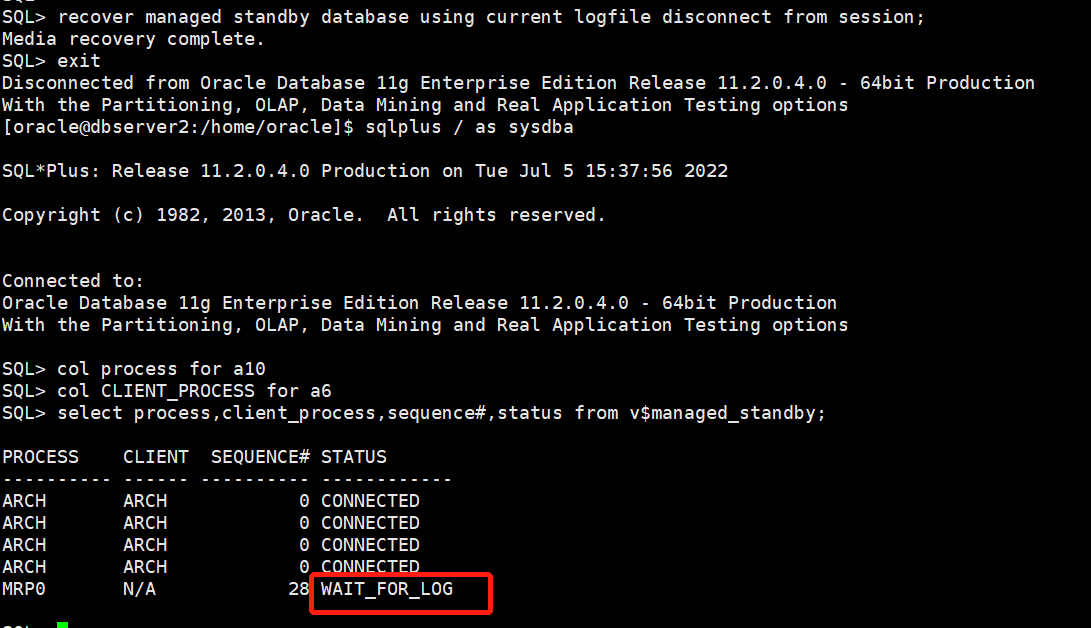 SQL> recover managed standby database using current logfile disconnect from session;
Media recovery complete.
SQL> exit
Disconnected from Oracle Database 11g Enterprise Edition Release 11.2.0.4.0 - 64bit Production
With the Partitioning, OLAP, Data Mining and Real Application Testing options
[oracle@dbserver2:/home/oracle]$ sqlplus / as sysdba
SQL*Plus: Release 11.2.0.4.0 Production on Tue Jul 5 15:37:56 2022
Copyright (c) 1982, 2013, Oracle.  All rights reserved.
Connected to:
Oracle Database 11g Enterprise Edition Release 11.2.0.4.0 - 64bit Production
With the Partitioning, OLAP, Data Mining and Real Application Testing options
SQL> col process for a10
SQL> col CLIENT_PROCESS for a6
SQL> select process,client_process,sequence#,status from v$managed_standby;
PROCESS    CLIENT  SEQUENCE# STATUS
---------- ------ ---------- ------------
ARCH       ARCH            0 CONNECTED
ARCH       ARCH            0 CONNECTED
ARCH       ARCH            0 CONNECTED
ARCH       ARCH            0 CONNECTED
MRP0       N/A            28 WAIT_FOR_LOG